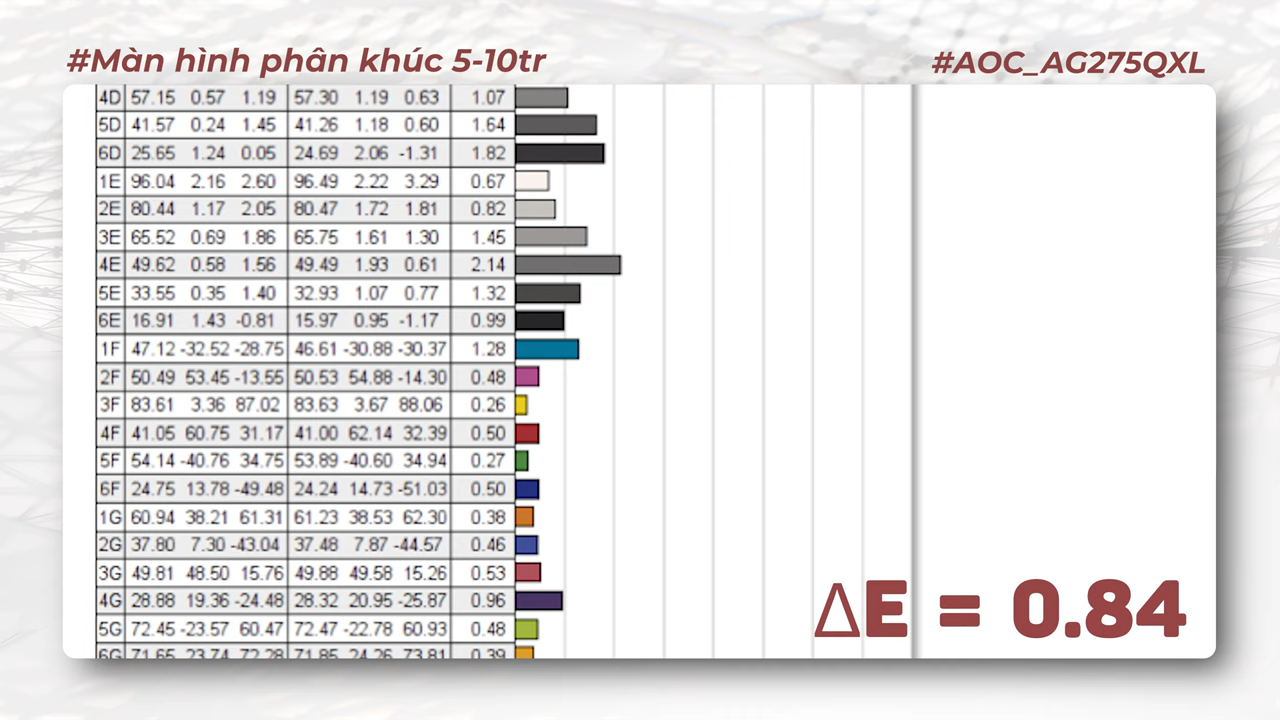 #Màn hình phân khúc 5-10tr
#AOC_AG275QXL
4D 57.15 0.57 1.19 57.30 1.19 0.63 1.07
5D 41.57 0.24 1.45 41.26 1.18 0.60 1.64
6D 25.65 1.24 0.05 24.69 2.06 -1.31 1.82
1E 96.04 2.16 2.60 96.49 2.22 3.29 0.67
2E 80.44 1.17 2.05 80.47 1.72 1.81 0.82
3E 65.52 0.69 1.86 65.75 1.61 1.30 1.45
4E 49.62 0.58 1.56 49.49 1.93 0.61 2.14
5E 33.55 0.35 1.40 32.93 1.07 0.77 1.32
6E 16.91 1.43 -0.81 15.97 0.95 -1.17 0.99
1F 47.12 -32.52 -28.75 46.61 -30.88 -30.37 1.28
2F 50.49 53.45 -13.55 50.53 54.88 -14.30 0.48
3F 83.61 3.36 87.02 83.63 3.67 88.06 0.26
4F 41.05 60.75 31.17 41.00 62.14 32.39 0.50
5F 54.14 -40.76 34.75 53.89 -40.60 34.94 0.27
6F 24.75 13.78 -49.48 24.24 14.73 -51.03 0.50
1G 60.94 38.21 61.31 61.23 38.53 62.30 0.38
2G 37.80 7.30 -43.04 37.48 7.87 -44.57 0.46
3G 49.81 48.50 15.76 49.88 49.58 15.26 0.53
4G 28.88 19.36 -24.48 28.32 20.95 -25.87 0.96
5G 72.45 -23.57 60.47 72.47 -22.78 60.93 0.48
6G 71.65 23.74 72.28 71.85 24.26 73.81 0.39
ΔE = 0.84